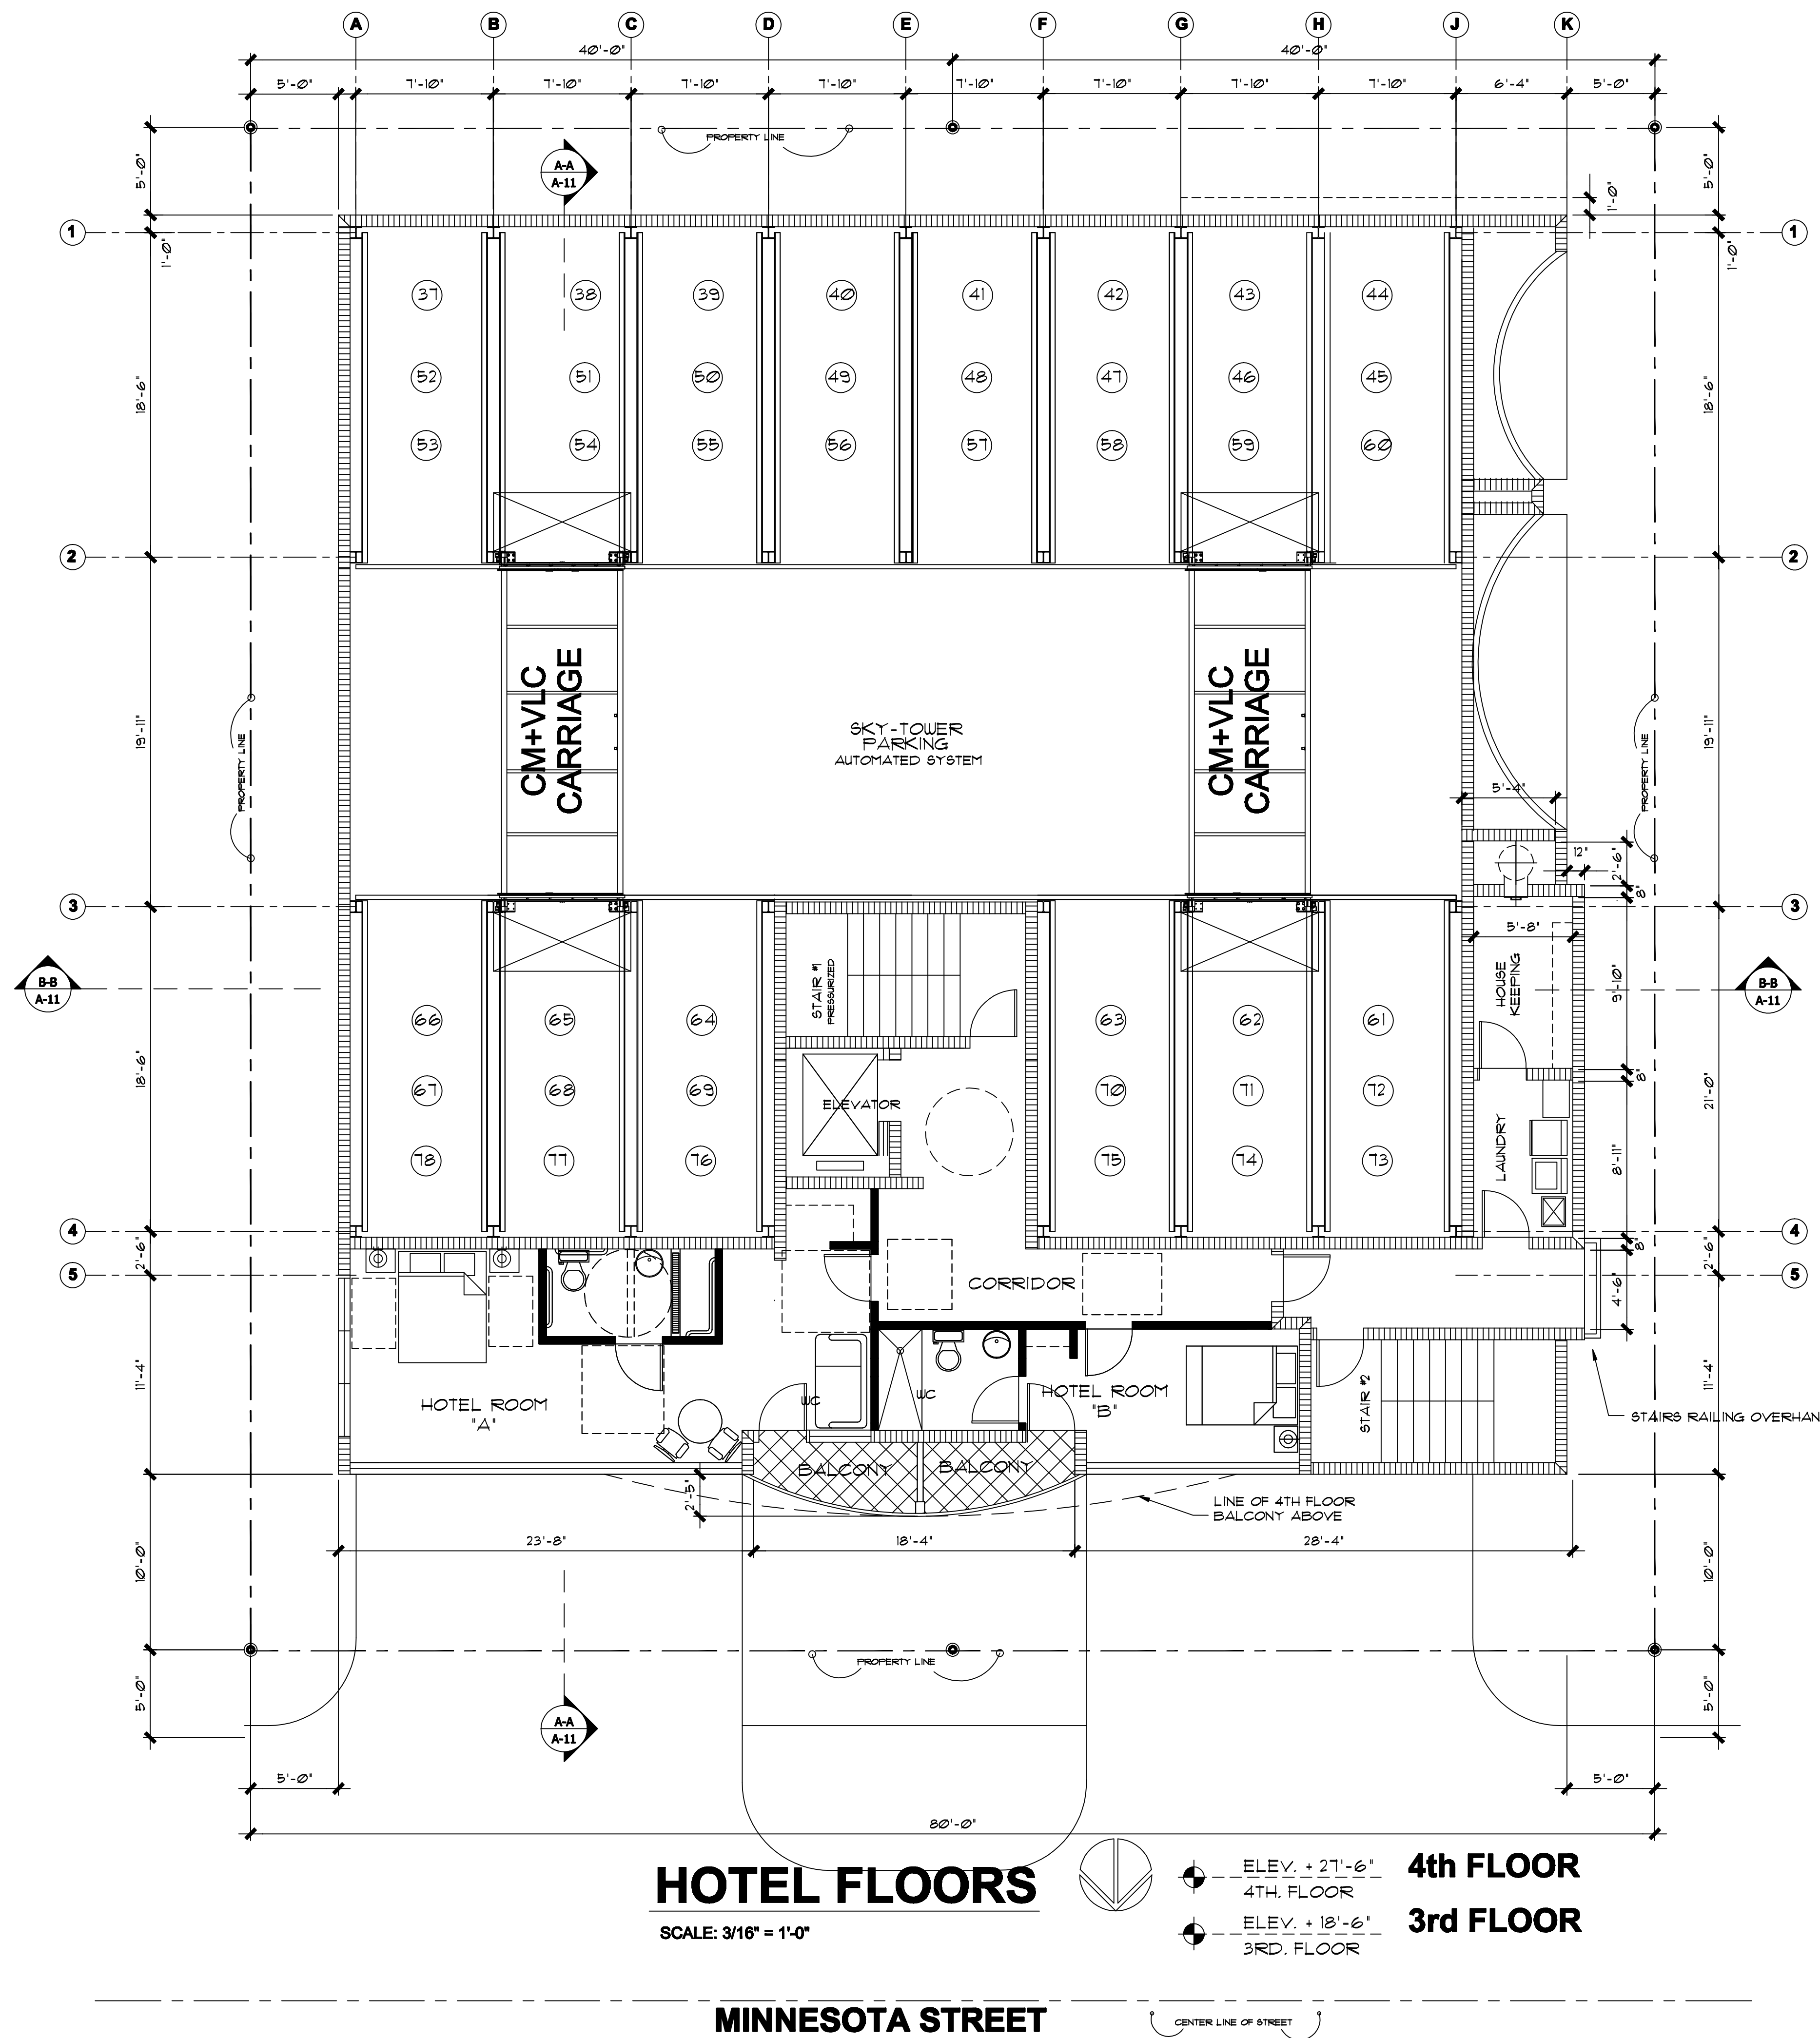 A B C D E F G H J K
40'-0" 40'-0"
5'-0" 7'-10" 7'-10" 7'-10" 7'-10" 7'-10" 7'-10" 7'-10" 7'-10" 6'-4" 5'-0"
PROPERTY LINE
A-A
A-11
5'-0" 5'-0"
1'-0"
1 1
1'-0" 1'-0"
37 38 39 40 41 42 43 44
52 51 50 49 48 47 46 45
18'-6" 18'-6"
53 54 55 56 57 58 59 60
2 2
CM+VLC
CARRIAGE
SKY-TOWER
PARKING
AUTOMATED SYSTEM
CM+VLC
CARRIAGE
19'-11" 19'-11"
PROPERTY LINE
PROPERTY LINE
5'-4"
12"
2'-6"
8"
3 3
5'-8"
STAIR #1
PRESSURIZED
HOUSE
KEEPING
9'-10"
B-B
A-11
B-B
A-11
66 65 64 63 62 61
18'-6"
8"
67 68 69 70 71 72
ELEVATOR
21'-0"
LAUNDRY
8'-11"
78 77 76 75 74 73
4 4
2'-6" 8" 2'-6"
5 5
CORRIDOR
4'-6"
11'-4" 11'-4"
HOTEL ROOM
"A"
WC WC
HOTEL ROOM
"B"
STAIR #2
STAIRS RAILING OVERHAN
BALCONY BALCONY
2'-5"
LINE OF 4TH FLOOR
BALCONY ABOVE
23'-8" 18'-4" 28'-4"
10'-0" 10'-0"
PROPERTY LINE
5'-0" 5'-0"
A-A
A-11
5'-0" 5'-0"
80'-0"
HOTEL FLOORS
SCALE: 3/16" = 1'-0"
ELEV. + 27'-6" 4th FLOOR
4TH. FLOOR
ELEV. + 18'-6" 3rd FLOOR
3RD. FLOOR
MINNESOTA STREET
CENTER LINE OF STREET